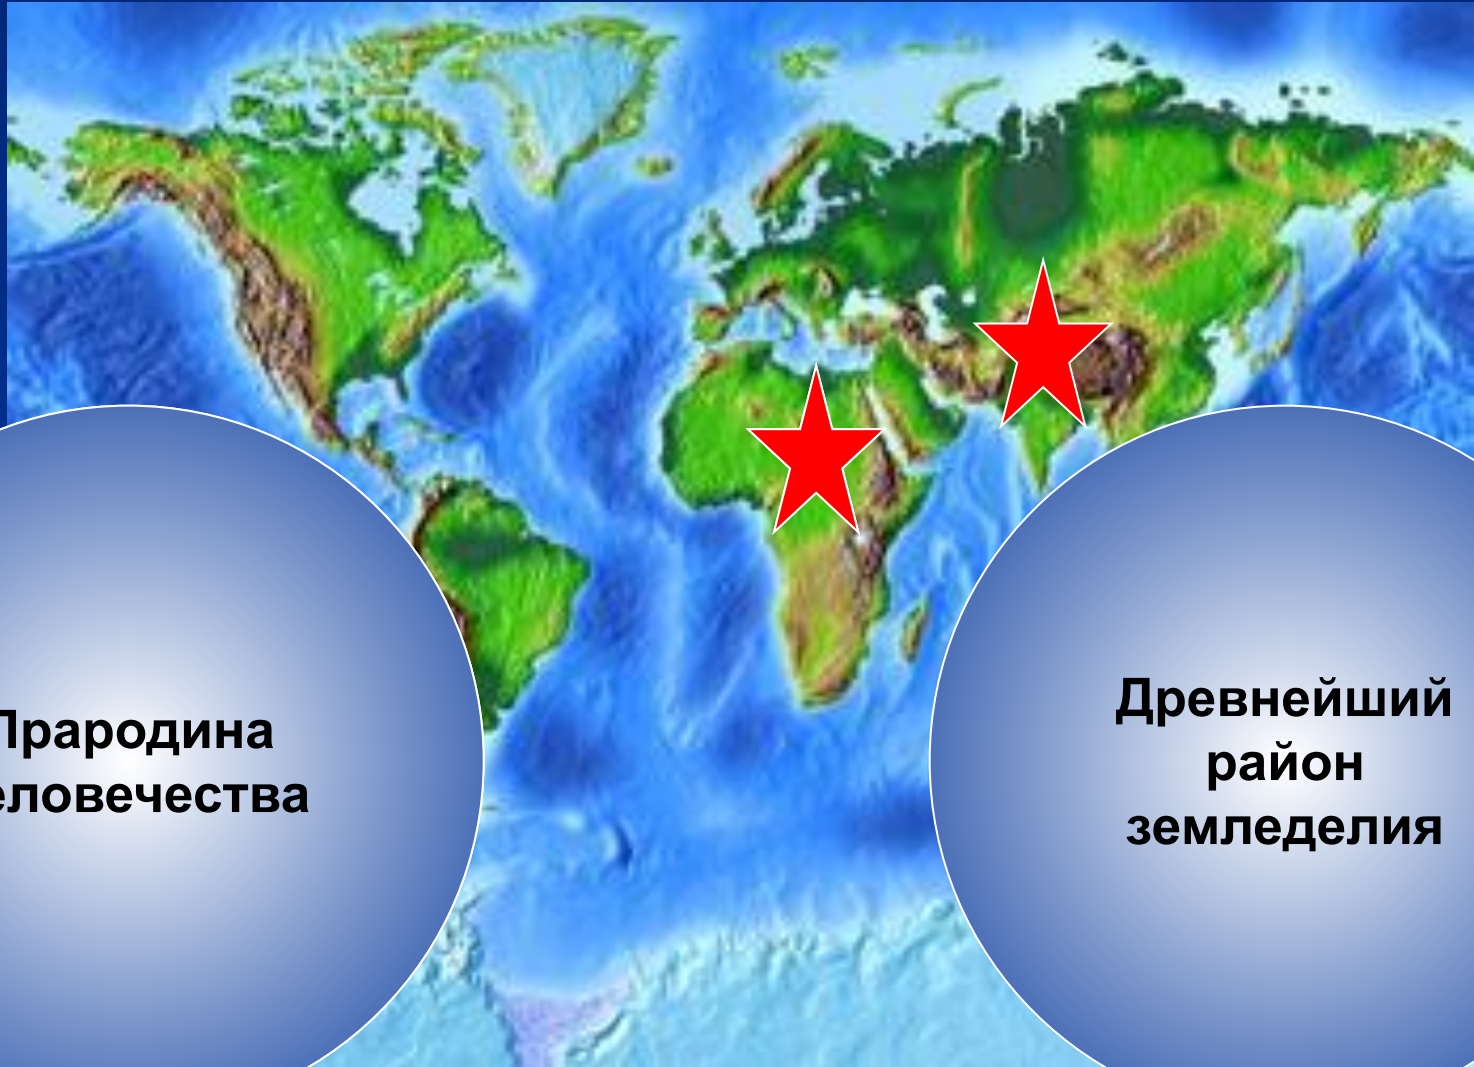 Прародина
еловечества
Древнейший
район
земледелия